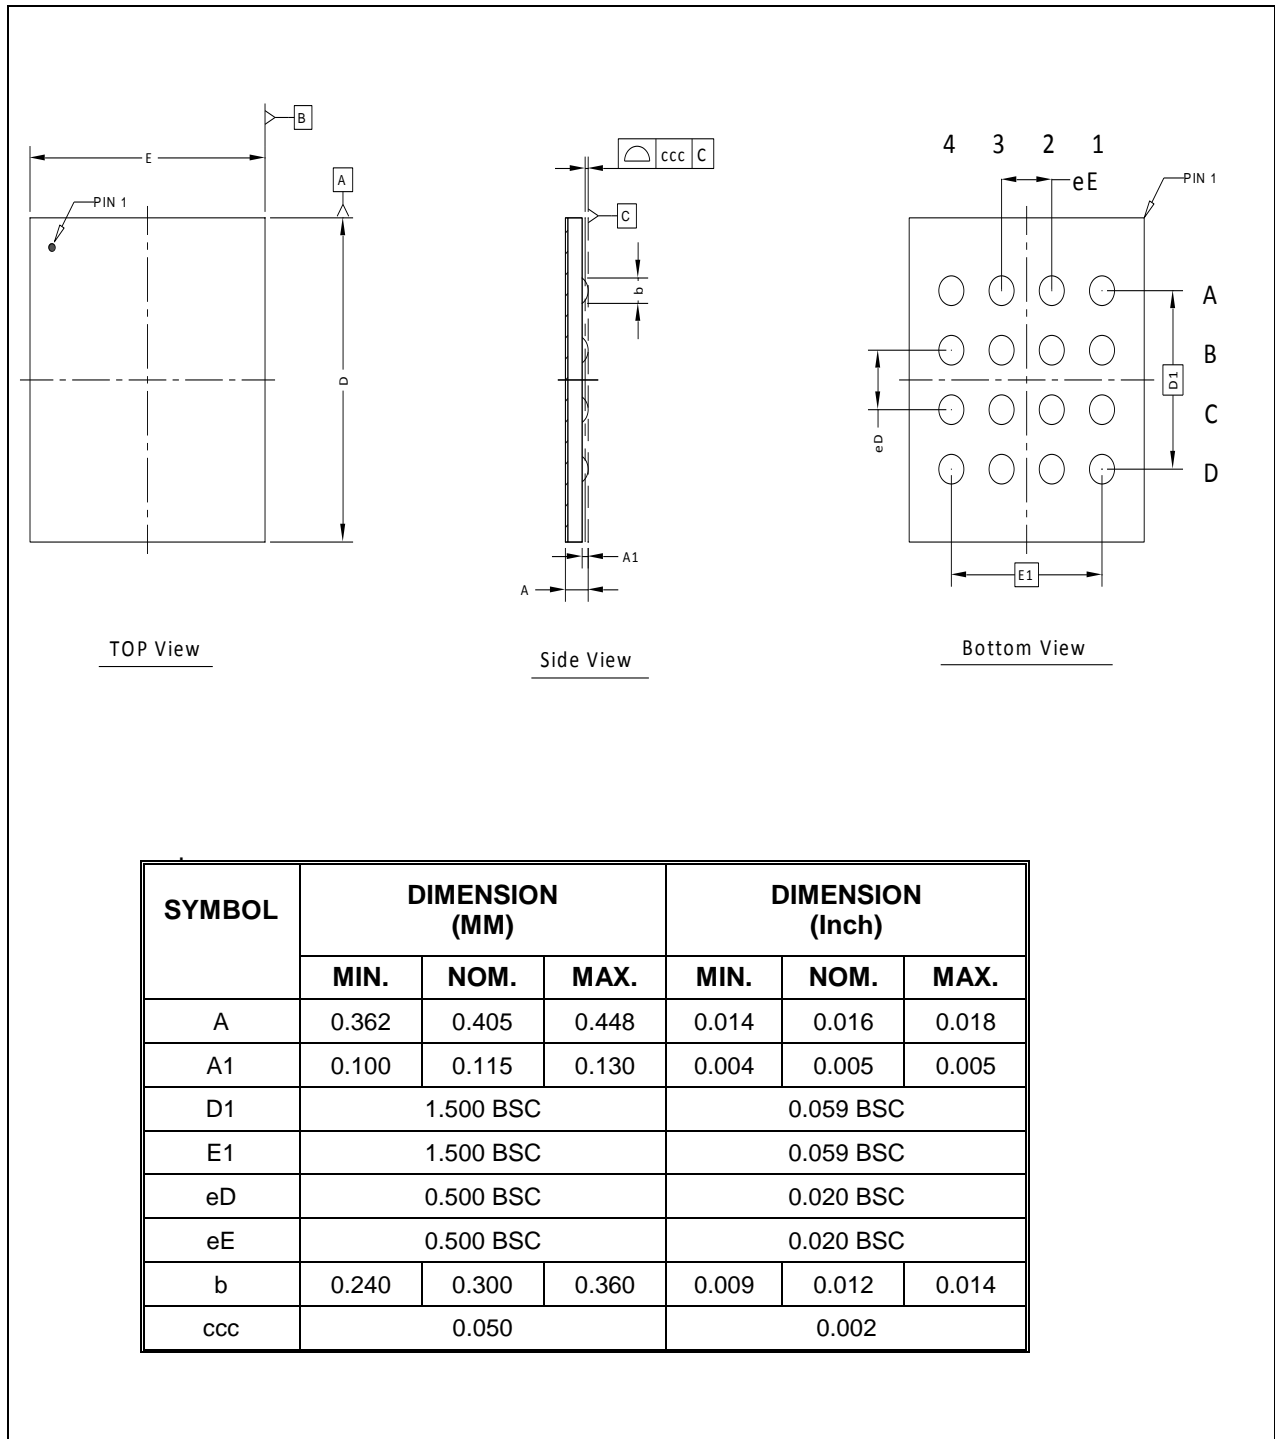 B
E
A
PIN 1
D
TOP View
ccc C
C
b
A1
A
Side View
4 3 2 1
eE
PIN 1
A
B
C
D
D1
eD
E1
Bottom View
SYMBOL DIMENSION (MM) DIMENSION (Inch)
MIN. NOM. MAX. MIN. NOM. MAX.
A 0.362 0.405 0.448 0.014 0.016 0.018
A1 0.100 0.115 0.130 0.004 0.005 0.005
D1 1.500 BSC 0.059 BSC
E1 1.500 BSC 0.059 BSC
eD 0.500 BSC 0.020 BSC
eE 0.500 BSC 0.020 BSC
b 0.240 0.300 0.360 0.009 0.012 0.014
ccc 0.050 0.002